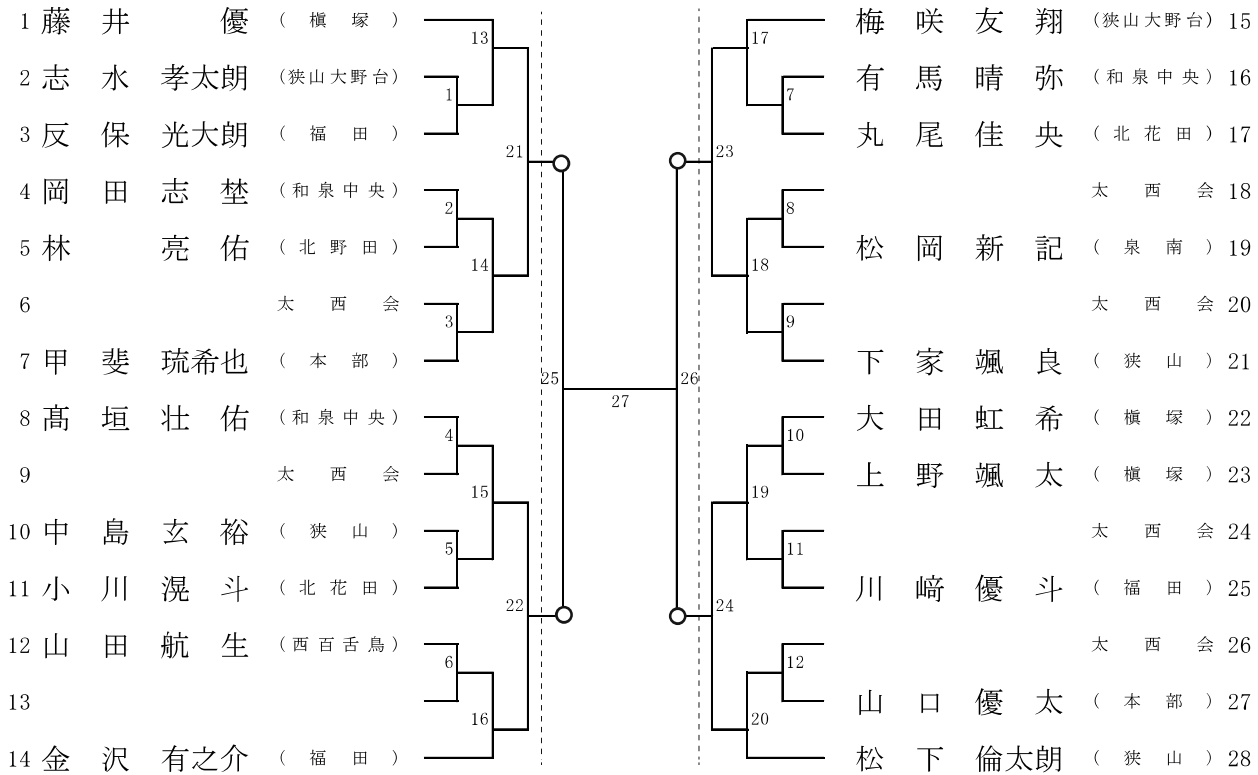 1 藤井 優 (槇塚)
2 志水 孝太朗 (狭山大野台)
3 反保 光大朗 (福田)
4 岡田 志埜 (和泉中央)
5 林 亮佑 (北野田)
6 太西会
7 甲斐 琉希也 (本部)
8 髙垣 壮佑 (和泉中央)
9 太西会
10 中島 玄裕 (狭山)
11 小川 滉斗 (北花田)
12 山田 航生 (西百舌鳥)
13
14 金沢 有之介 (福田)
13
1
21
2
14
3
25
4
15
5
22
6
16
27
17
7
23
8
18
9
26
10
19
11
24
12
20
梅咲友翔 (狭山大野台) 15
有馬晴弥 (和泉中央) 16
丸尾佳央 (北花田) 17
太西会 18
松岡新記 (泉南) 19
太西会 20
下家颯良 (狭山) 21
大田虹希 (槇塚) 22
上野颯太 (槇塚) 23
太西会 24
川﨑優斗 (福田) 25
太西会 26
山口優太 (本部) 27
松下倫太朗 (狭山) 28